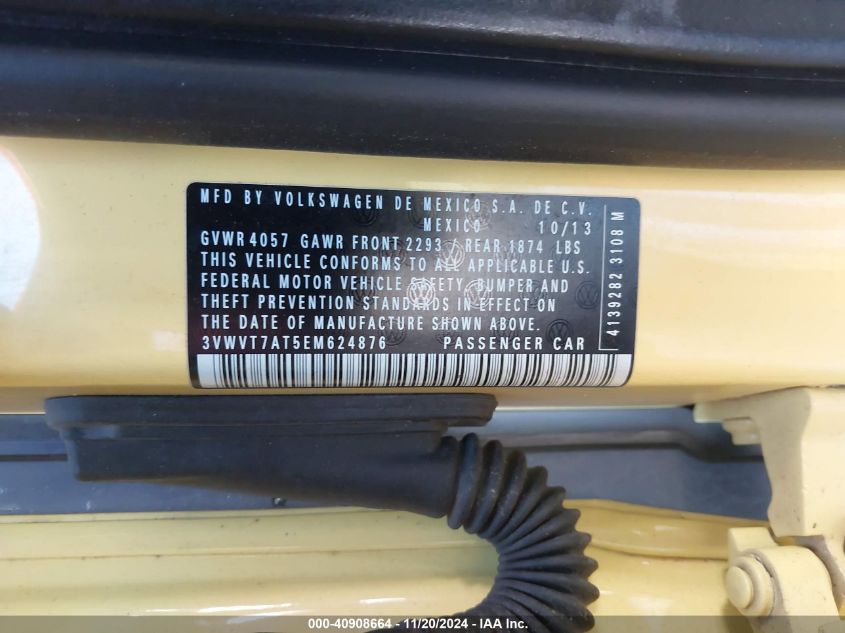 MFD BY VOLKSWAGEN DE MEXICO S.A. DE C.V.
MEXICO 10/13
GVWR 4057 GAWR FRONT 2293 / REAR 1874 LBS
THIS VEHICLE CONFORMS TO ALL APPLICABLE U.S.
FEDERAL MOTOR VEHICLE SAFETY, BUMPER AND
THEFT PREVENTION STANDARDS IN EFFECT ON
THE DATE OF MANUFACTURE SHOWN ABOVE.
3VWVT7AT5EM624876 PASSENGER CAR
4139282 3108 M
000-40908664 - 11/20/2024 - IAA Inc.